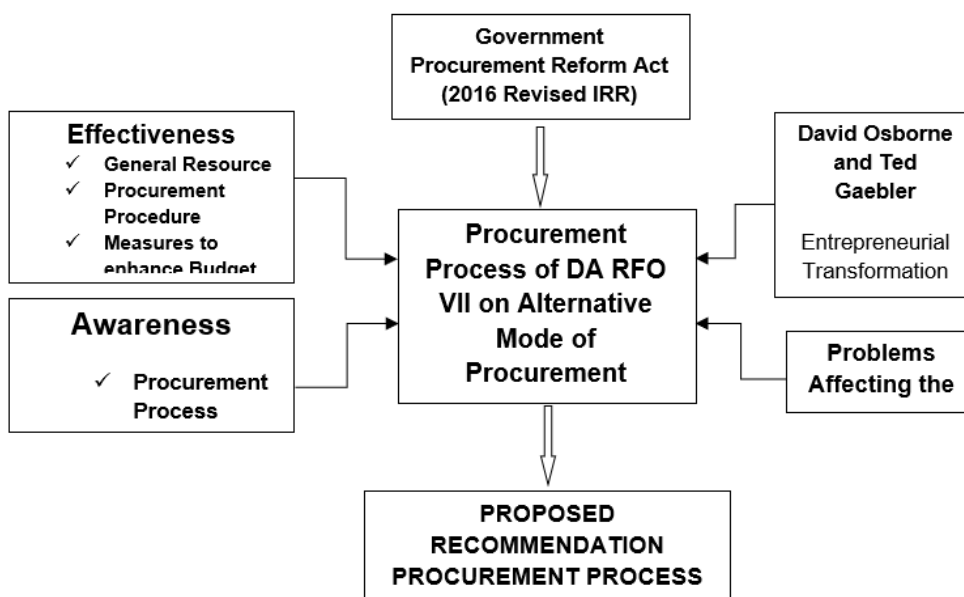 Government
Procurement Reform Act
(2016 Revised IRR)
Effectiveness
✓ General Resource
✓ Procurement
Procedure
✓ Measures to
enhance Budget
Awareness
✓ Procurement
Process
Procurement
Process of DA RFO
VII on Alternative
Mode of
Procurement
David Osborne
and Ted
Gaebler
Entrepreneurial
Transformation
Problems
Affecting the
PROPOSED
RECOMMENDATION
PROCUREMENT PROCESS